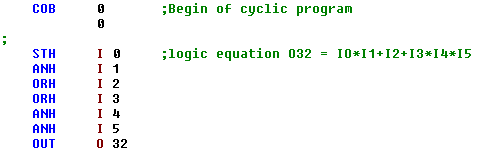 COB 0 ;Begin of cyclic program
0
;
STH I 0 ;logic equation O32 = I0*I1+I2+I3*I4*I5
ANH I 1
ORH I 2
ORH I 3
ANH I 4
ANH I 5
OUT O 32